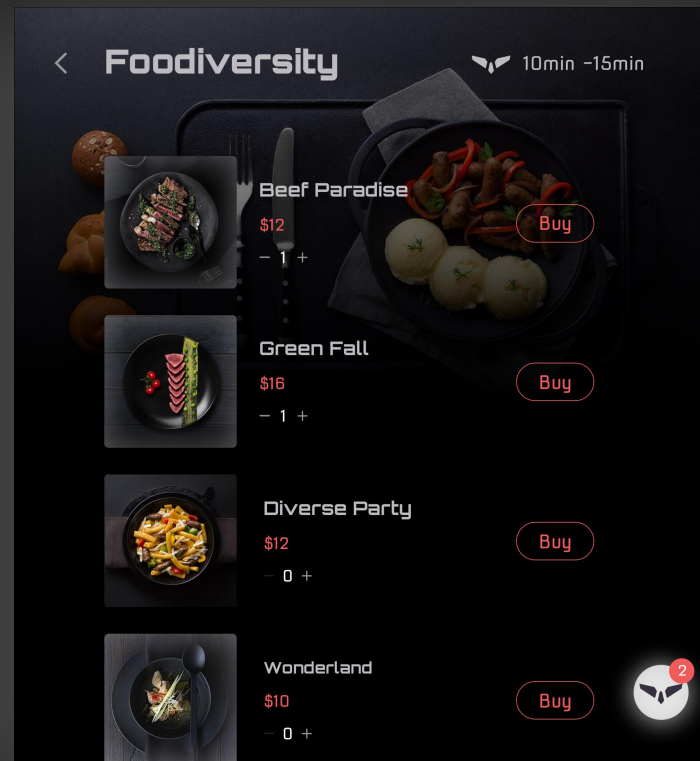 Foodiversity
10min -15min
Beef Paradise
$12
Buy
- 1 +
Green Fall
$16
Buy
- 1 +
Diverse Party
$12
Buy
- 0 +
Wonderland
2
$10
Buy
- 0 +